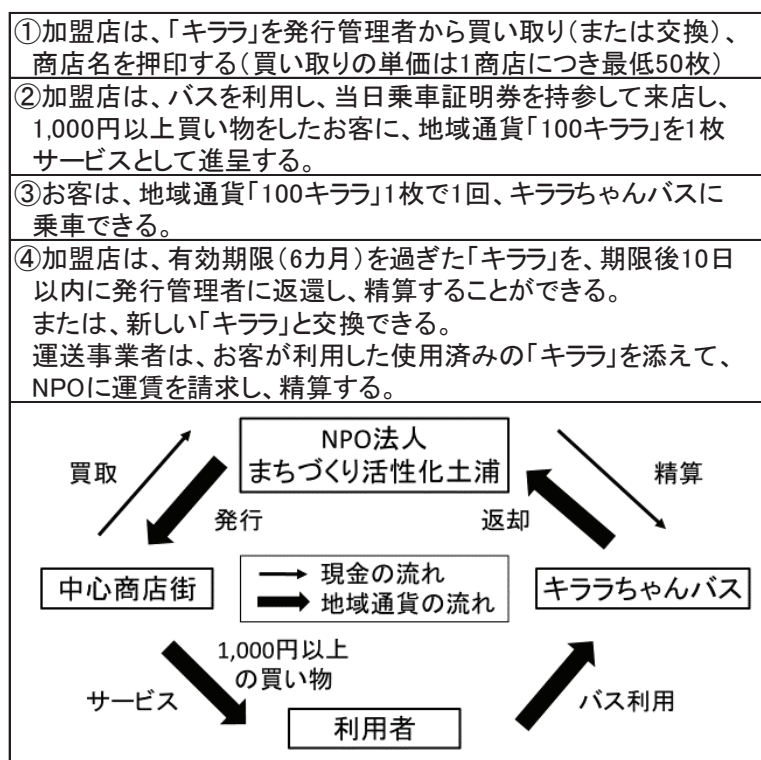 ①加盟店は、「キララ」を発行管理者から買い取り（または交換）、
商店名を押印する（買い取りの単価は1商店につき最低50枚）
②加盟店は、バスを利用し、当日乗車証明券を持参して来店し、
1,000円以上買い物をしたお客に、地域通貨「100キララ」を1枚
サービスとして進呈する。
③お客は、地域通貨「100キララ」1枚で1回、キララちゃんバスに
乗車できる。
④加盟店は、有効期限（6カ月）を過ぎた「キララ」を、期限後10日
以内に発行管理者に返還し、精算することができる。
または、新しい「キララ」と交換できる。
運送事業者は、お客が利用した使用済みの「キララ」を添えて、
NPOに運賃を請求し、精算する。
NPO法人
まちづくり活性化土浦
買取
精算
発行
返却
中心商店街
現金の流れ
地域通貨の流れ
キララちゃんバス
1,000円以上
の買い物
サービス
バス利用
利用者